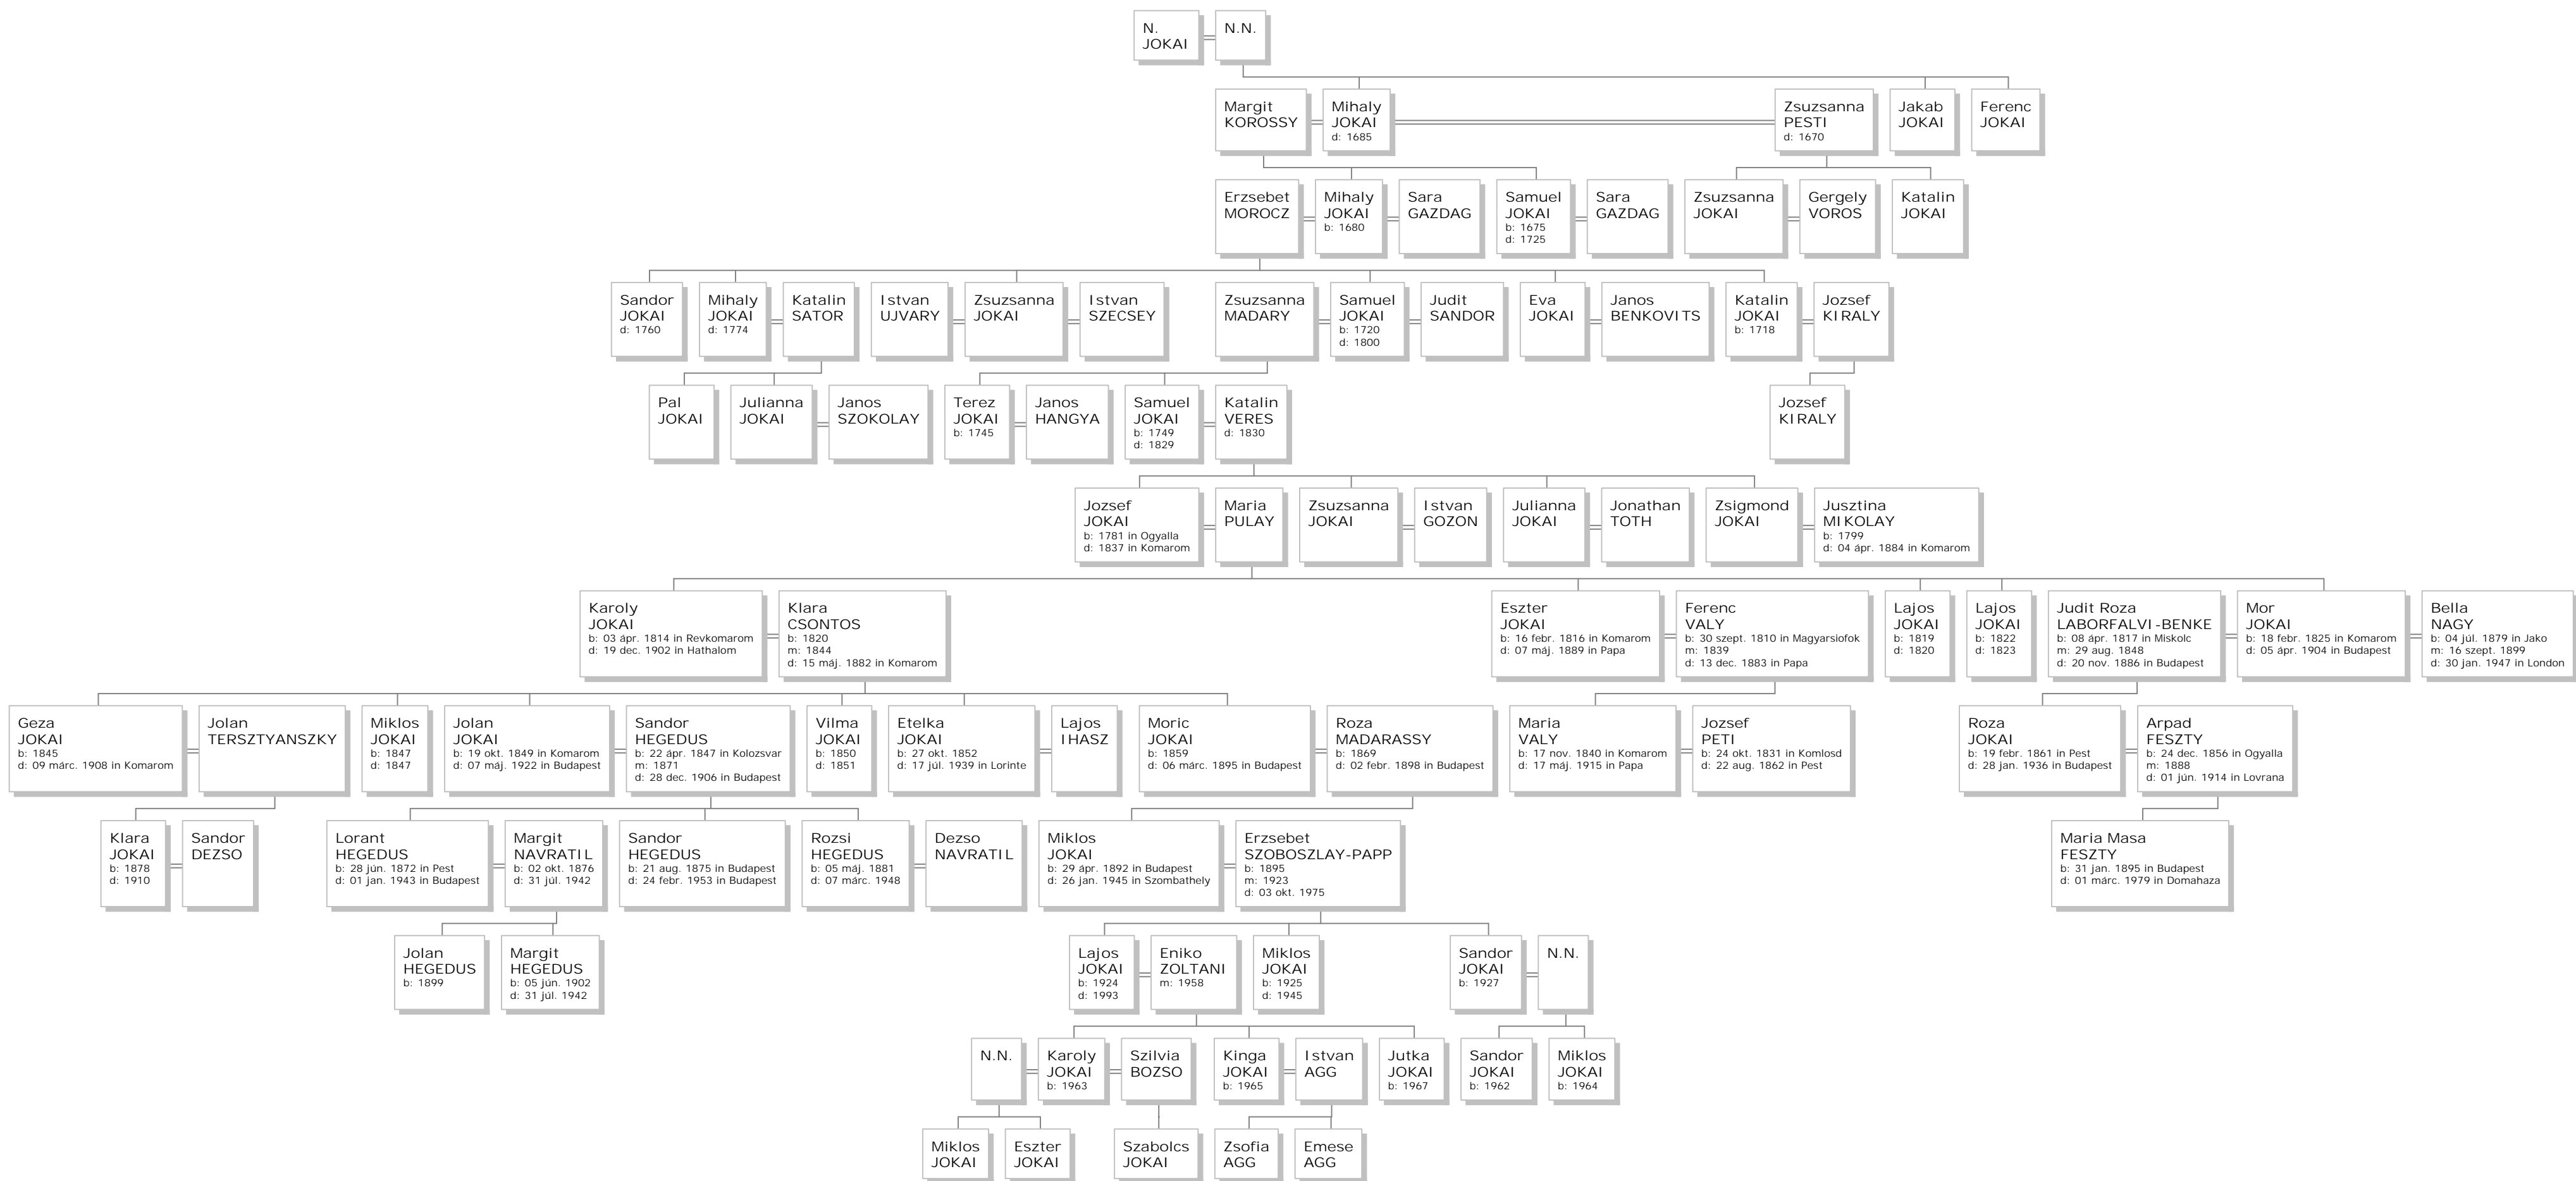 N.
JOKAI
N.N.
Margit
KOROSSY
Mihaly
JOKAI
d: 1685
Zsuzsanna
PESTI
d: 1670
Jakab
JOKAI
Ferenc
JOKAI
Erzsebet
MOROCZ
Mihaly
JOKAI
b: 1680
Sara
GAZDAG
Samuel
JOKAI
b: 1675
d: 1725
Sara
GAZDAG
Zsuzsanna
JOKAI
Gergely
VOROS
Katalin
JOKAI
Sandor
JOKAI
d: 1760
Mihaly
JOKAI
d: 1774
Katalin
SATOR
Istvan
UJVARY
Zsuzsanna
JOKAI
Istvan
SZECSEY
Zsuzsanna
MADARY
Samuel
JOKAI
b: 1720
d: 1800
Judit
SANDOR
Eva
JOKAI
Janos
BENKOVITS
Katalin
JOKAI
b: 1718
Jozsef
KIRALY
Pal
JOKAI
Julianna
JOKAI
Janos
SZOKOLAY
Terez
JOKAI
b: 1745
Janos
HANGYA
Samuel
JOKAI
b: 1749
d: 1829
Katalin
VERES
d: 1830
Jozsef
KIRALY
Jozsef
JOKAI
b: 1781 in Ogyalla
d: 1837 in Komarom
Maria
PULAY
Zsuzsanna
JOKAI
Istvan
GOZON
Julianna
JOKAI
Jonathan
TOTH
Zsigmond
JOKAI
Jusztina
MIKOLAY
b: 1799
d: 04 ápr. 1884 in Komarom
Karoly
JOKAI
b: 03 ápr. 1814 in Revkomarom
d: 19 dec. 1902 in Hathalom
Klara
CSONTOS
b: 1820
m: 1844
d: 15 máj. 1882 in Komarom
Eszter
JOKAI
b: 16 febr. 1816 in Komarom
d: 07 máj. 1889 in Papa
Ferenc
VALY
b: 30 szept. 1810 in Magyarsiofok
m: 1839
d: 13 dec. 1883 in Papa
Lajos
JOKAI
b: 1819
d: 1820
Lajos
JOKAI
b: 1822
d: 1823
Judit Roza
LABORFALVI-BENKE
b: 08 ápr. 1817 in Miskolc
m: 29 aug. 1848
d: 20 nov. 1886 in Budapest
Mor
JOKAI
b: 18 febr. 1825 in Komarom
d: 05 ápr. 1904 in Budapest
Bella
NAGY
b: 04 júl. 1879 in Jako
m: 16 szept. 1899
d: 30 jan. 1947 in London
Geza
JOKAI
b: 1845
d: 09 márc. 1908 in Komarom
Jolan
TERSZTYANSZKY
Miklos
JOKAI
b: 1847
d: 1847
Jolan
JOKAI
b: 19 okt. 1849 in Komarom
d: 07 máj. 1922 in Budapest
Sandor
HEGEDUS
b: 22 ápr. 1847 in Kolozsvar
m: 1871
d: 28 dec. 1906 in Budapest
Vilma
JOKAI
b: 1850
d: 1851
Etelka
JOKAI
b: 27 okt. 1852
d: 17 júl. 1939 in Lorinte
Lajos
IHASZ
Moric
JOKAI
b: 1859
d: 06 márc. 1895 in Budapest
Roza
MADARASSY
b: 1869
d: 02 febr. 1898 in Budapest
Maria
VALY
b: 17 nov. 1840 in Komarom
d: 17 máj. 1915 in Papa
Jozsef
PETI
b: 24 okt. 1831 in Komlosd
d: 22 aug. 1862 in Pest
Roza
JOKAI
b: 19 febr. 1861 in Pest
d: 28 jan. 1936 in Budapest
Arpad
FESZTY
b: 24 dec. 1856 in Ogyalla
m: 1888
d: 01 jún. 1914 in Lovrana
Klara
JOKAI
b: 1878
d: 1910
Sandor
DEZSO
Lorant
HEGEDUS
b: 28 jún. 1872 in Pest
d: 01 jan. 1943 in Budapest
Margit
NAVRATIL
b: 02 okt. 1876
d: 31 júl. 1942
Sandor
HEGEDUS
b: 21 aug. 1875 in Budapest
d: 24 febr. 1953 in Budapest
Rozsi
HEGEDUS
b: 05 máj. 1881
d: 07 márc. 1948
Dezso
NAVRATIL
Miklos
JOKAI
b: 29 ápr. 1892 in Budapest
d: 26 jan. 1945 in Szombathely
Erzsebet
SZOBOSZLAY-PAPP
b: 1895
m: 1923
d: 03 okt. 1975
Maria Masa
FESZTY
b: 31 jan. 1895 in Budapest
d: 01 márc. 1979 in Domahaza
Jolan
HEGEDUS
b: 1899
Margit
HEGEDUS
b: 05 jún. 1902
d: 31 júl. 1942
Lajos
JOKAI
b: 1924
d: 1993
Eniko
ZOLTANI
m: 1958
Miklos
JOKAI
b: 1925
d: 1945
Sandor
JOKAI
b: 1927
N.N.
N.N.
Karoly
JOKAI
b: 1963
Szilvia
BOZSO
Kinga
JOKAI
b: 1965
Istvan
AGG
Jutka
JOKAI
b: 1967
Sandor
JOKAI
b: 1962
Miklos
JOKAI
b: 1964
Miklos
JOKAI
Eszter
JOKAI
Szabolcs
JOKAI
Zsofia
AGG
Emese
AGG